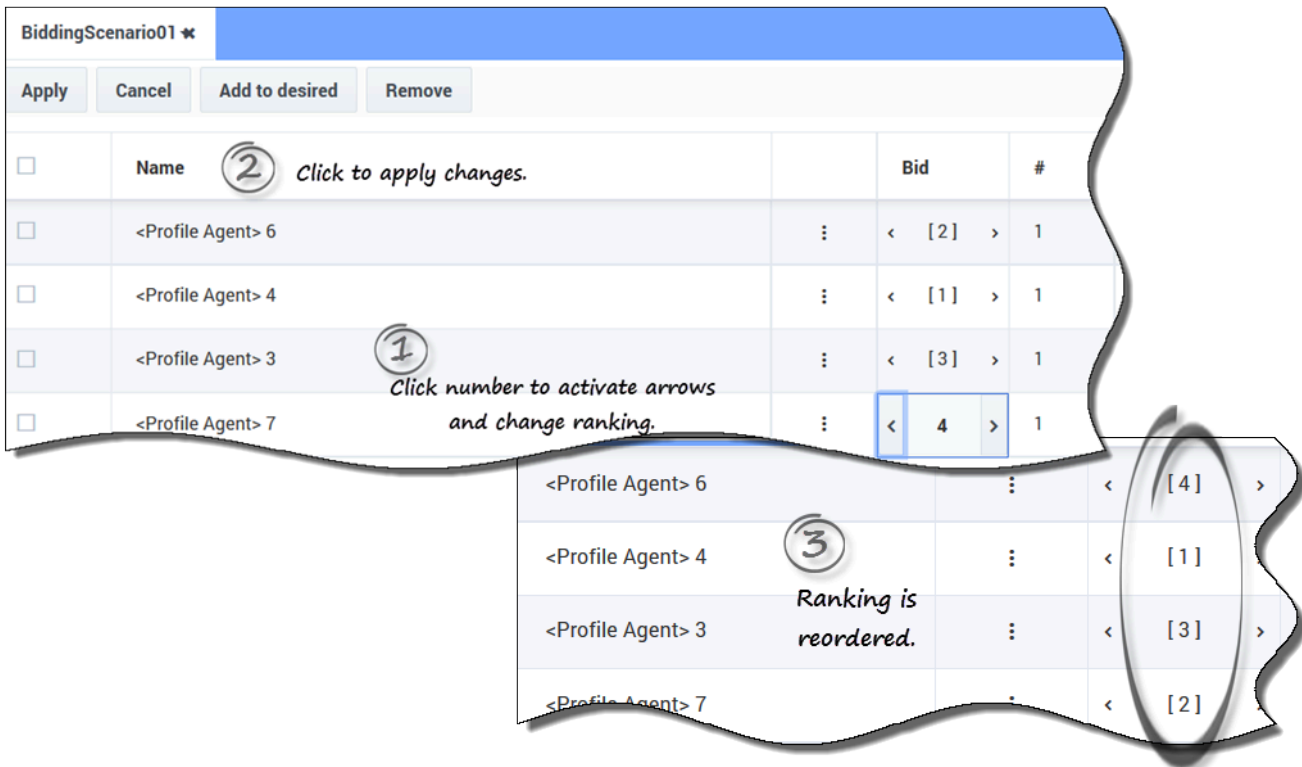 BiddingScenario01 ✖
Apply Cancel Add to desired Remove
Name Bid #
2 Click to apply changes.
<Profile Agent> 6 ⋮ < [ 2 ] > 1
<Profile Agent> 4 ⋮ < [ 1 ] > 1
<Profile Agent> 3 ⋮ < [ 3 ] > 1
1
Click number to activate arrows
and change ranking.
<Profile Agent> 7 ⋮ < 4 > 1
<Profile Agent> 6 ⋮ < [ 4 ] >
<Profile Agent> 4 ⋮ < [ 1 ]
3
Ranking is
reordered.
<Profile Agent> 3 ⋮ < [ 3 ] >
<Profile Agent> 7 < [ 2 ]